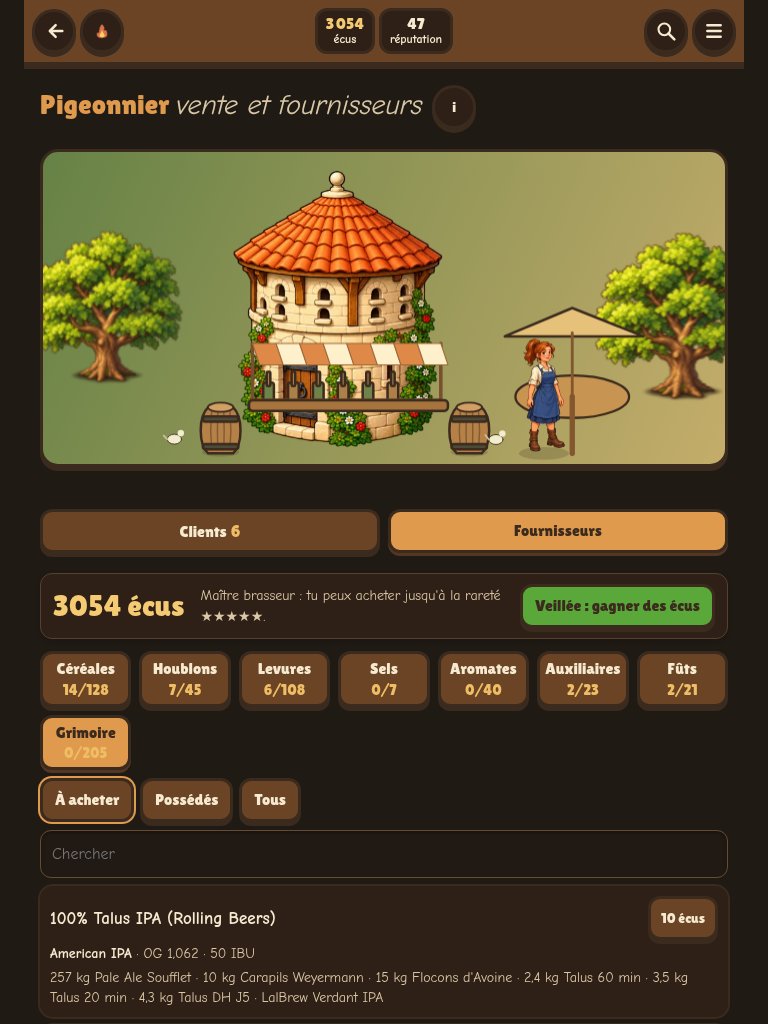 3 054
écus
47
réputation
Pigeonnier vente et fournisseurs
i
Clients 6
Fournisseurs
3054 écus
Maître brasseur : tu peux acheter jusqu'à la rareté
★★★★★.
Veillée : gagner des écus
Céréales
14/128
Houblons
7/45
Levures
6/108
Sels
0/7
Aromates
0/40
Auxiliaires
2/23
Fûts
2/21
Grimoire
0/205
À acheter
Possédés
Tous
Chercher
100% Talus IPA (Rolling Beers)
10 écus
American IPA · OG 1,062 · 50 IBU
257 kg Pale Ale Soufflet · 10 kg Carapils Weyermann · 15 kg Flocons d'Avoine · 2,4 kg Talus 60 min · 3,5 kg
Talus 20 min · 4,3 kg Talus DH J5 · LalBrew Verdant IPA